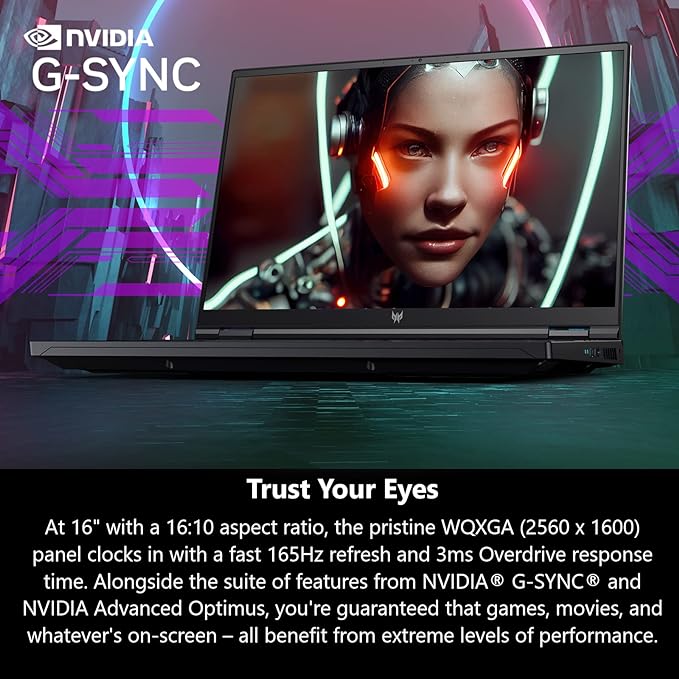 NVIDIA
G-SYNC
Trust Your Eyes
At 16" with a 16:10 aspect ratio, the pristine WQXGA (2560 x 1600)
panel clocks in with a fast 165Hz refresh and 3ms Overdrive response
time. Alongside the suite of features from NVIDIA® G-SYNC® and
NVIDIA Advanced Optimus, you're guaranteed that games, movies, and
whatever's on-screen – all benefit from extreme levels of performance.